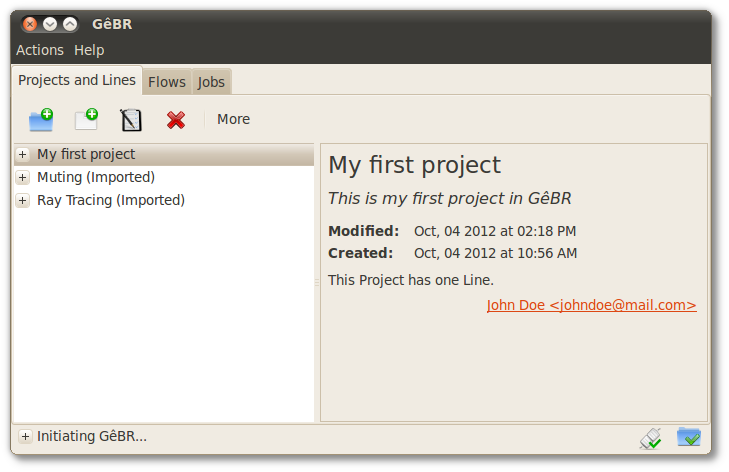 GêBR
Actions Help
Projects and Lines Flows Jobs
More
My first project
Muting (Imported)
Ray Tracing (Imported)
My first project
This is my first project in GêBR
Modified: Oct, 04 2012 at 02:18 PM
Created: Oct, 04 2012 at 10:56 AM
This Project has one Line.
John Doe <johndoe@mail.com>
Initiating GêBR...